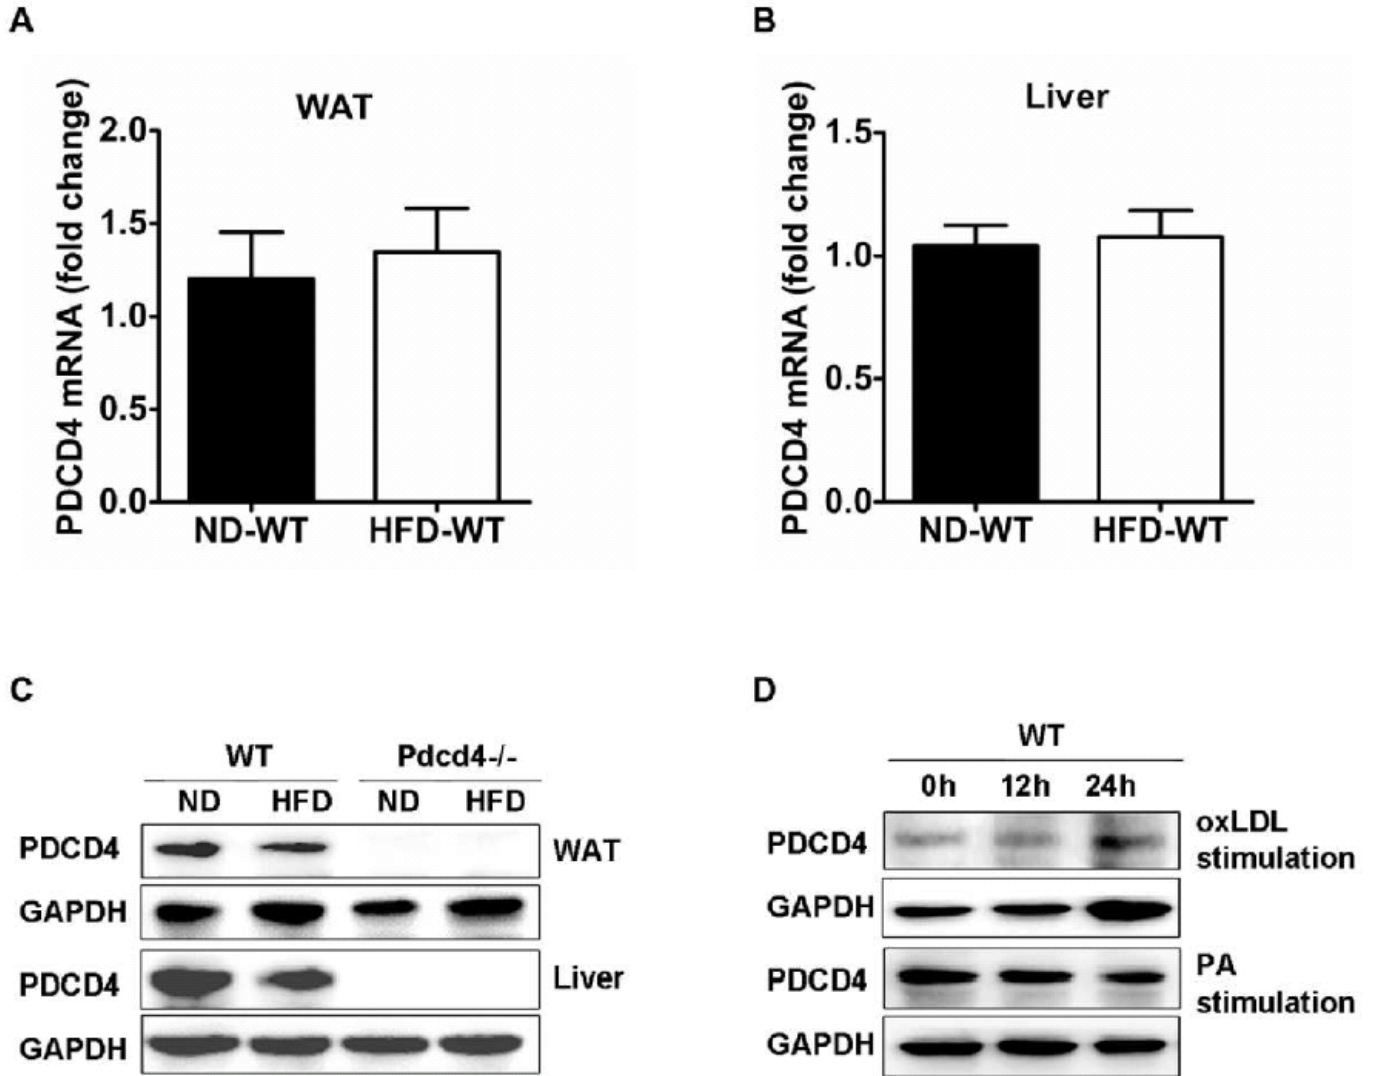 A
B
WAT
PDCD4 mRNA (fold change)
2.0
1.5
1.0
0.5
0.0
ND-WT HFD-WT
Liver
PDCD4 mRNA (fold change)
1.5
1.0
0.5
0.0
ND-WT HFD-WT
C
WT Pdcd4-/-
ND HFD ND HFD
PDCD4 WAT
GAPDH
PDCD4 Liver
GAPDH
D
WT
0h 12h 24h
PDCD4 oxLDL
stimulation
GAPDH
PDCD4 PA
stimulation
GAPDH